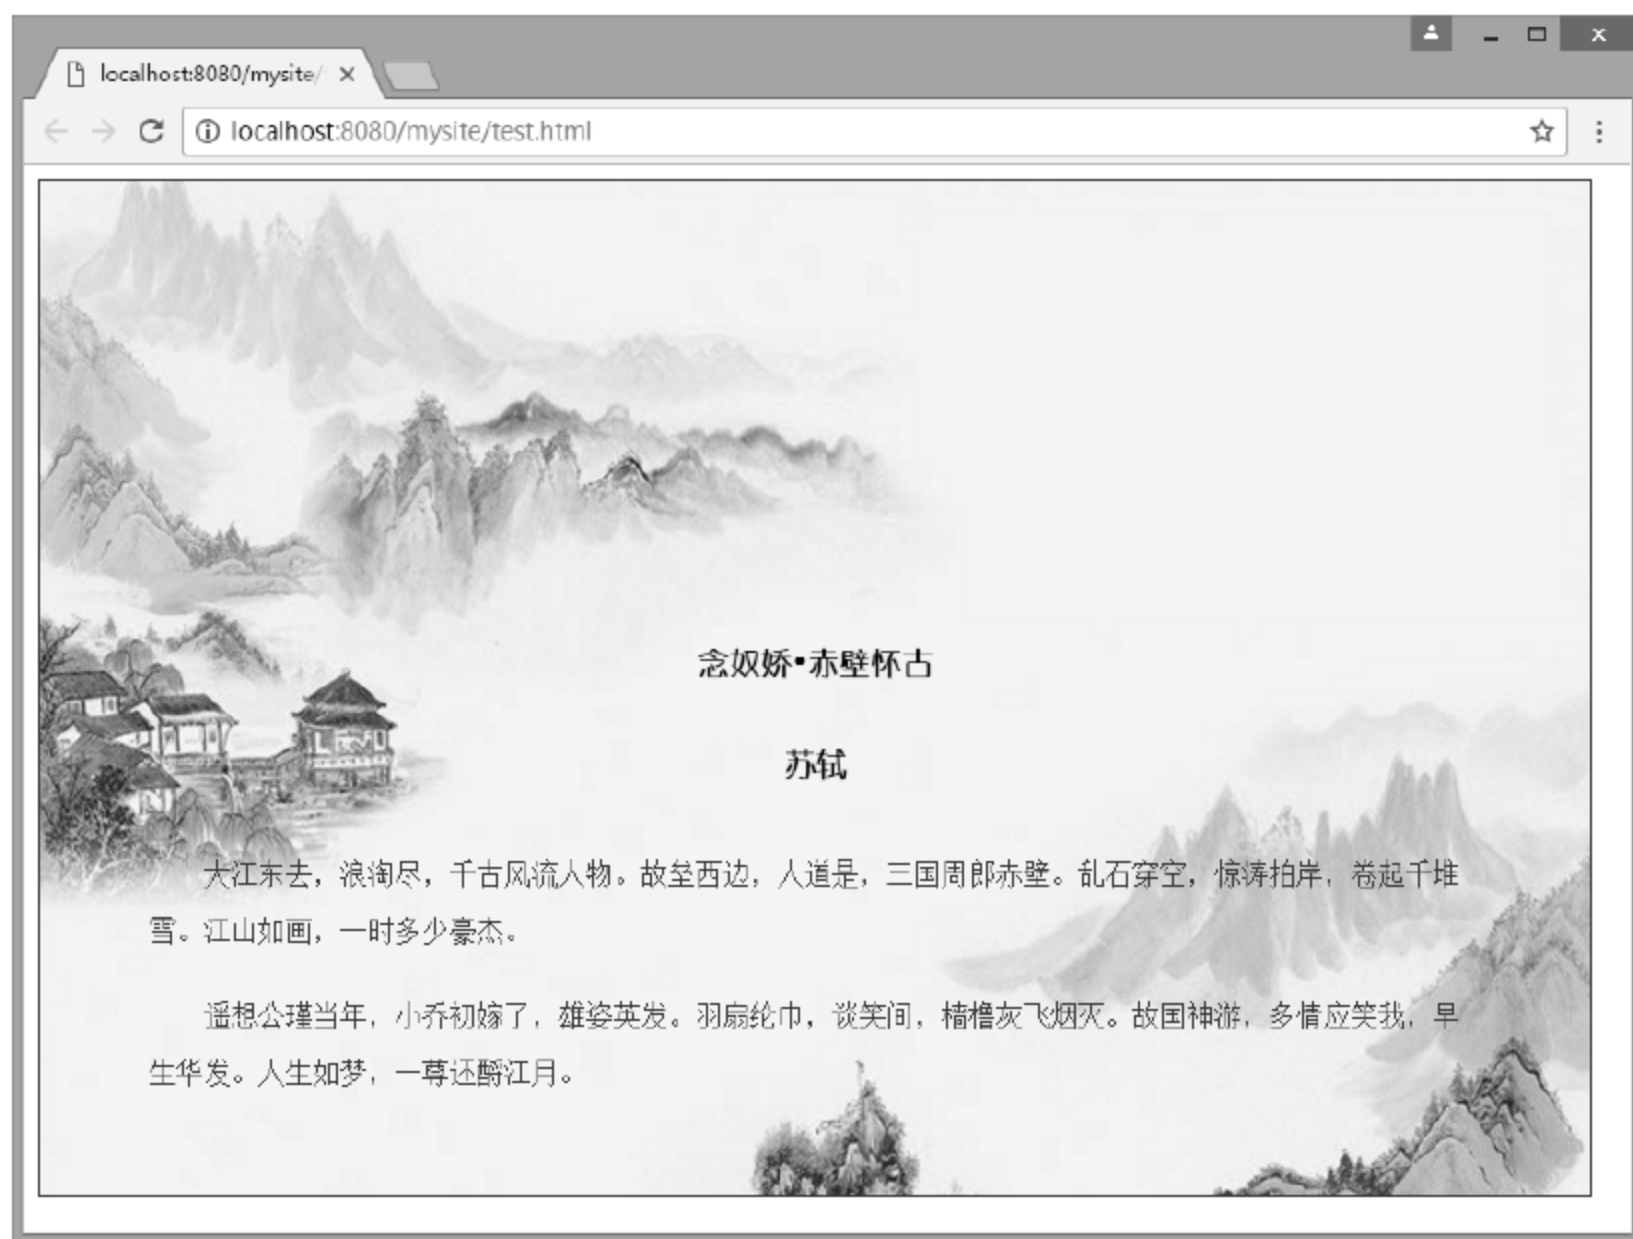 localhost:8080/mysite/
localhost:8080/mysite/test.html
念奴娇•赤壁怀古
苏轼
大江东去，浪淘尽，千古风流人物。故垒西边，人道是，三国周郎赤壁。乱石穿空，惊涛拍岸，卷起千堆
雪。江山如画，一时多少豪杰。
遥想公瑾当年，小乔初嫁了，雄姿英发。羽扇纶巾，谈笑间，樯橹灰飞烟灭。故国神游，多情应笑我，早
生华发。人生如梦，一尊还酹江月。